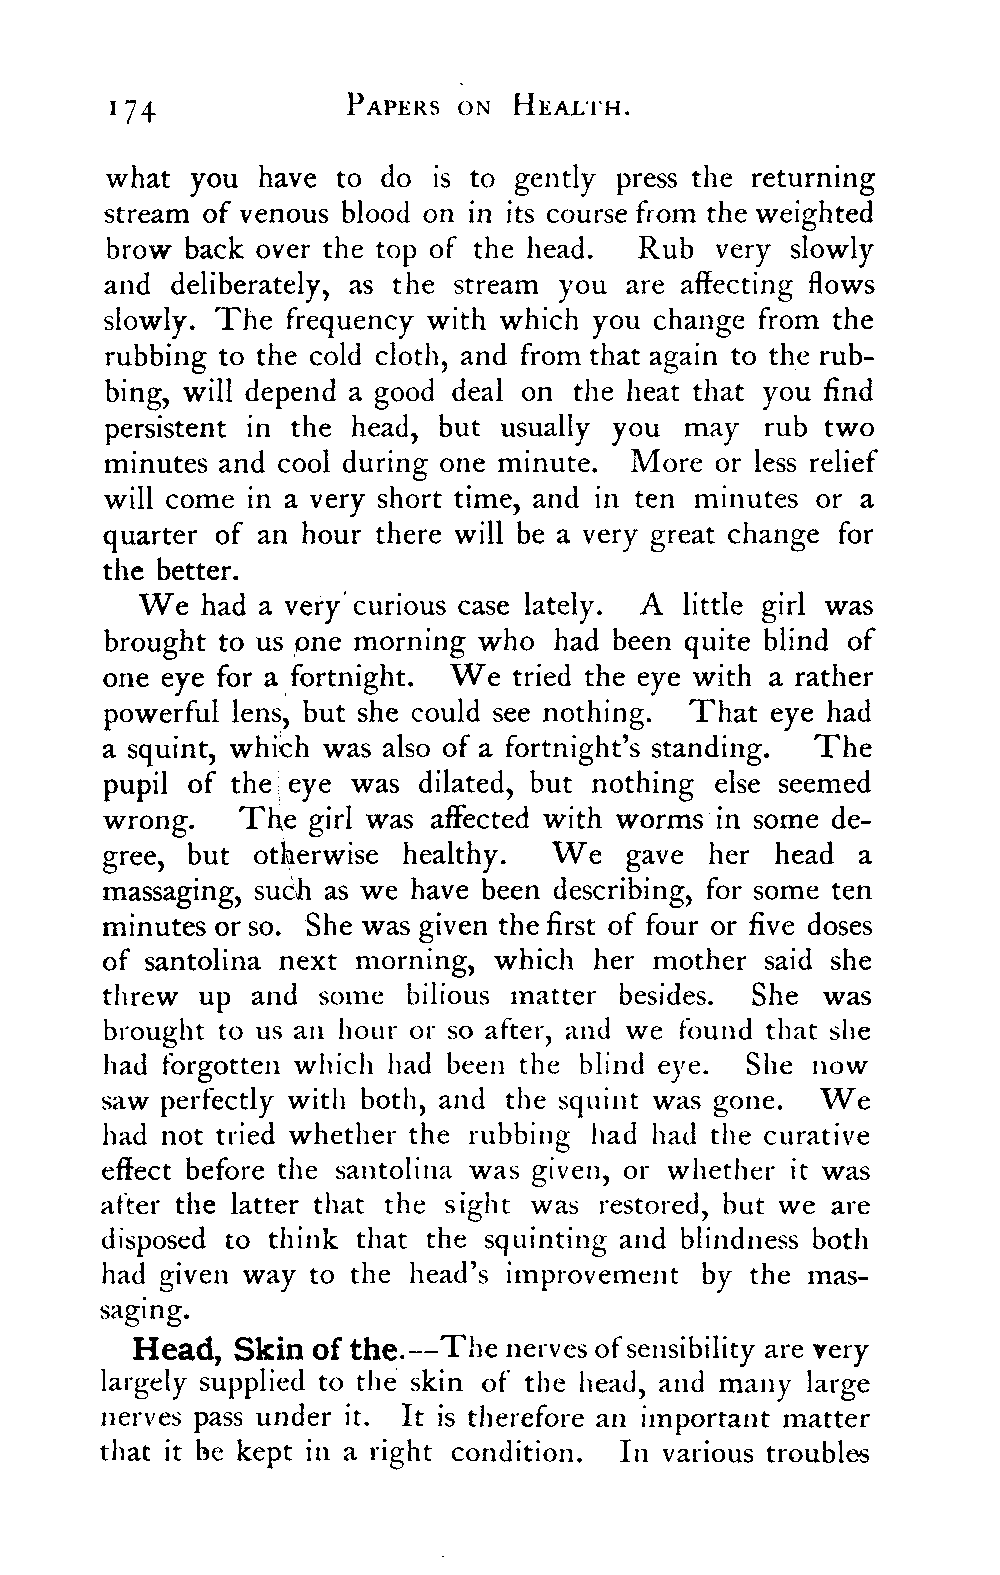 174 PAPERS ON HEALTH.
what you have to do is to gently press the returning
stream of venous blood on in its course from the weighted
brow back over the top of the head. Rub very slowly
and deliberately, as the stream you are affecting flows
slowly. The frequency with which you change from the
rubbing to the cold cloth, and from that again to the rub-
bing, will depend a good deal on the heat that you find
persistent in the head, but usually you may rub two
minutes and cool during one minute. More or less relief
will come in a very short time, and in ten minutes or a
quarter of an hour there will be a very great change for
the better.
We had a very curious case lately. A little girl was
brought to us one morning who had been quite blind of
one eye for a fortnight. We tried the eye with a rather
powerful lens, but she could see nothing. That eye had
a squint, which was also of a fortnight's standing. The
pupil of the eye was dilated, but nothing else seemed
wrong. The girl was affected with worms in some de-
gree, but otherwise healthy. We gave her head a
massaging, such as we have been describing, for some ten
minutes or so. She was given the first of four or five doses
of santolina next morning, which her mother said she
threw up and some bilious matter besides. She was
brought to us an hour or so after, and we found that she
had forgotten which had been the blind eye. She now
saw perfectly with both, and the squint was gone. We
had not tried whether the rubbing had had the curative
effect before the santolina was given, or whether it was
after the latter that the sight was restored, but we are
disposed to think that the squinting and blindness both
had given way to the head's improvement by the mas-
saging.
Head, Skin of the.--The nerves of sensibility are very
largely supplied to the skin of the head, and many large
nerves pass under it. It is therefore an important matter
that it be kept in a right condition. In various troubles